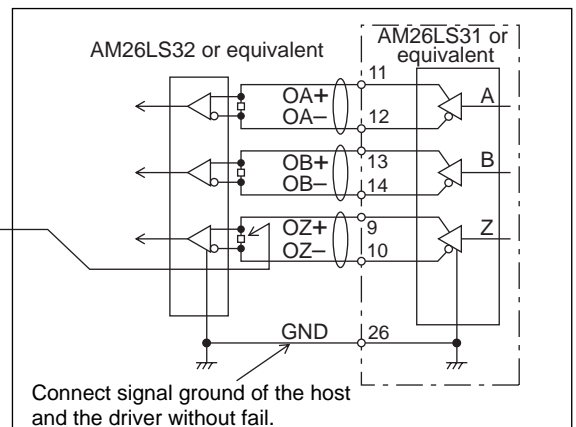 AM26LS32 or equivalent
AM26LS31 or
equivalent
11
OA+
A
OA−
12
OB+
13
B
OB−
14
OZ+
9
Z
OZ−
10
GND
26
Connect signal ground of the host
and the driver without fail.